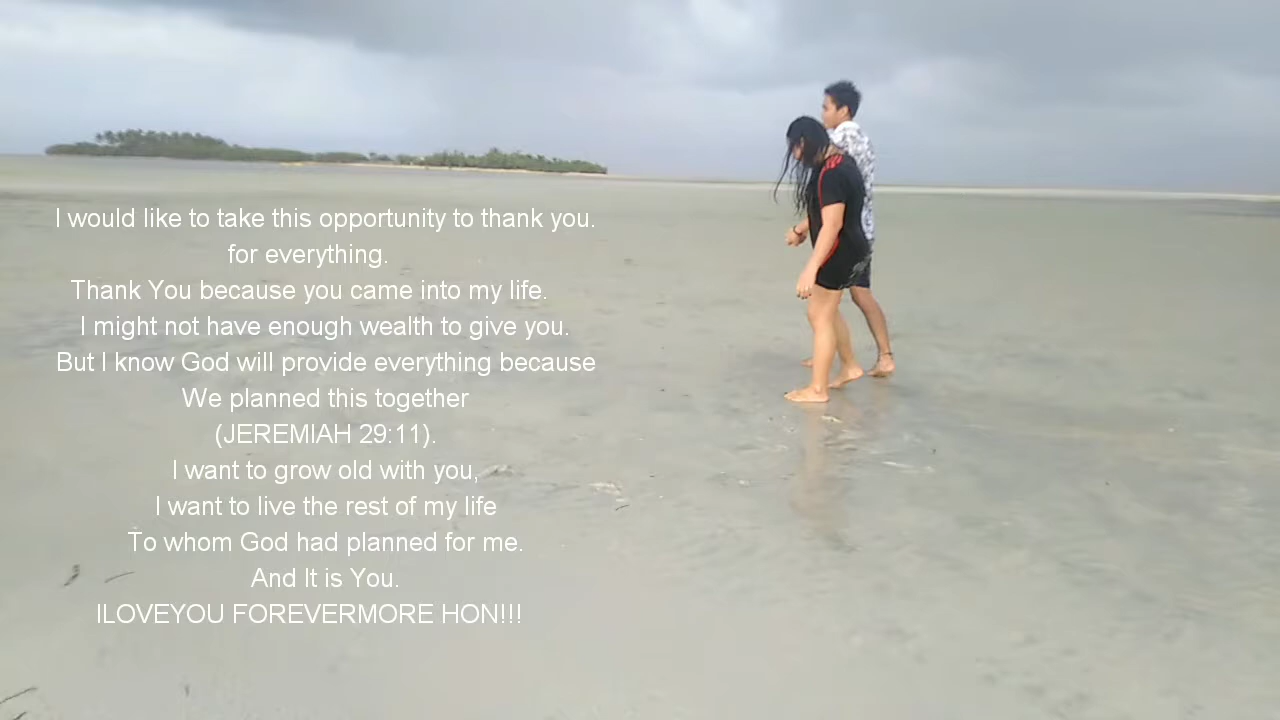 I would like to take this opportunity to thank you.
for everything.
Thank You because you came into my life.
I might not have enough wealth to give you.
But I know God will provide everything because
We planned this together
(JEREMIAH 29:11).
I want to grow old with you,
I want to live the rest of my life
To whom God had planned for me.
And It is You.
ILOVEYOU FOREVERMORE HON!!!